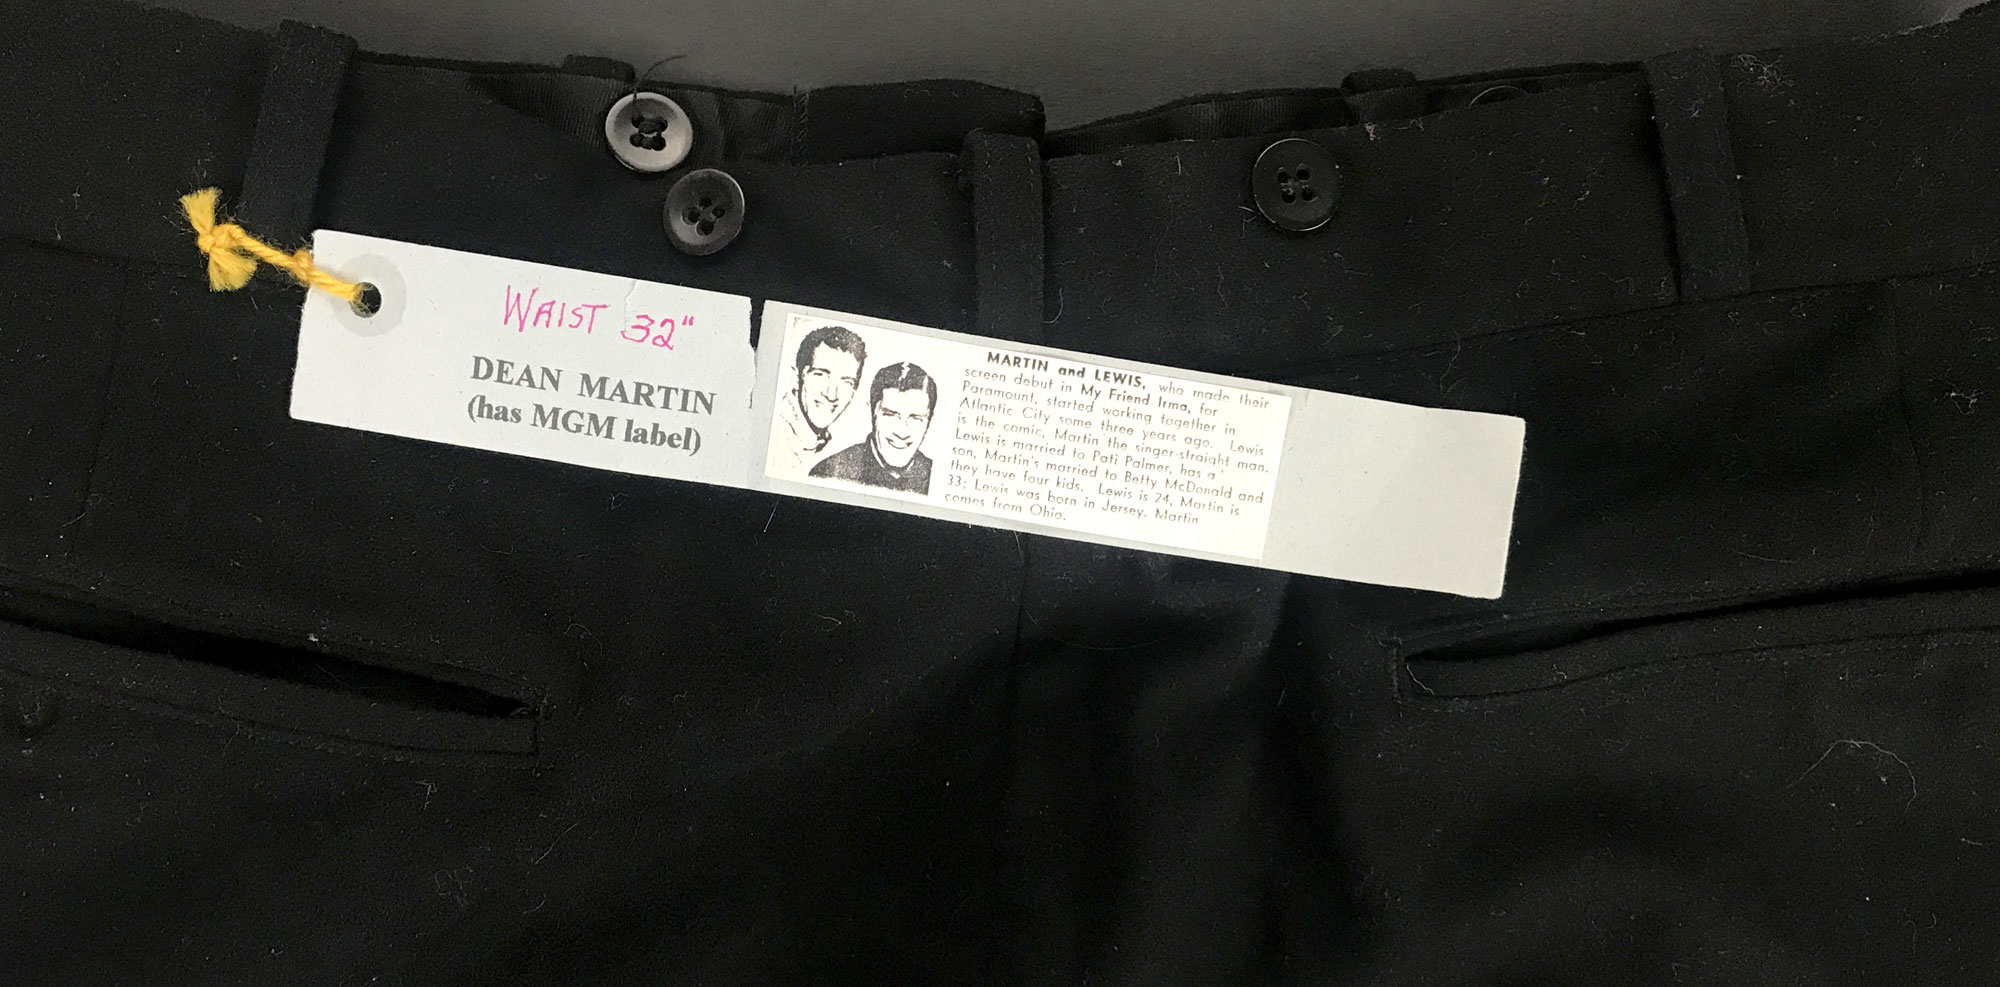 WAIST 32"
DEAN MARTIN
(has MGM label)
MARTIN and LEWIS, who made their
screen debut in My Friend Irma, for
Paramount, started working together in
Atlantic City some three years ago. Lewis
is the comic, Martin the singer-straight man.
Lewis is married to Pati Palmer, has a
son, Martin's married to Betty McDonald and
they have four kids. Lewis is 24, Martin is
33; Lewis was born in Jersey. Martin
comes from Ohio.